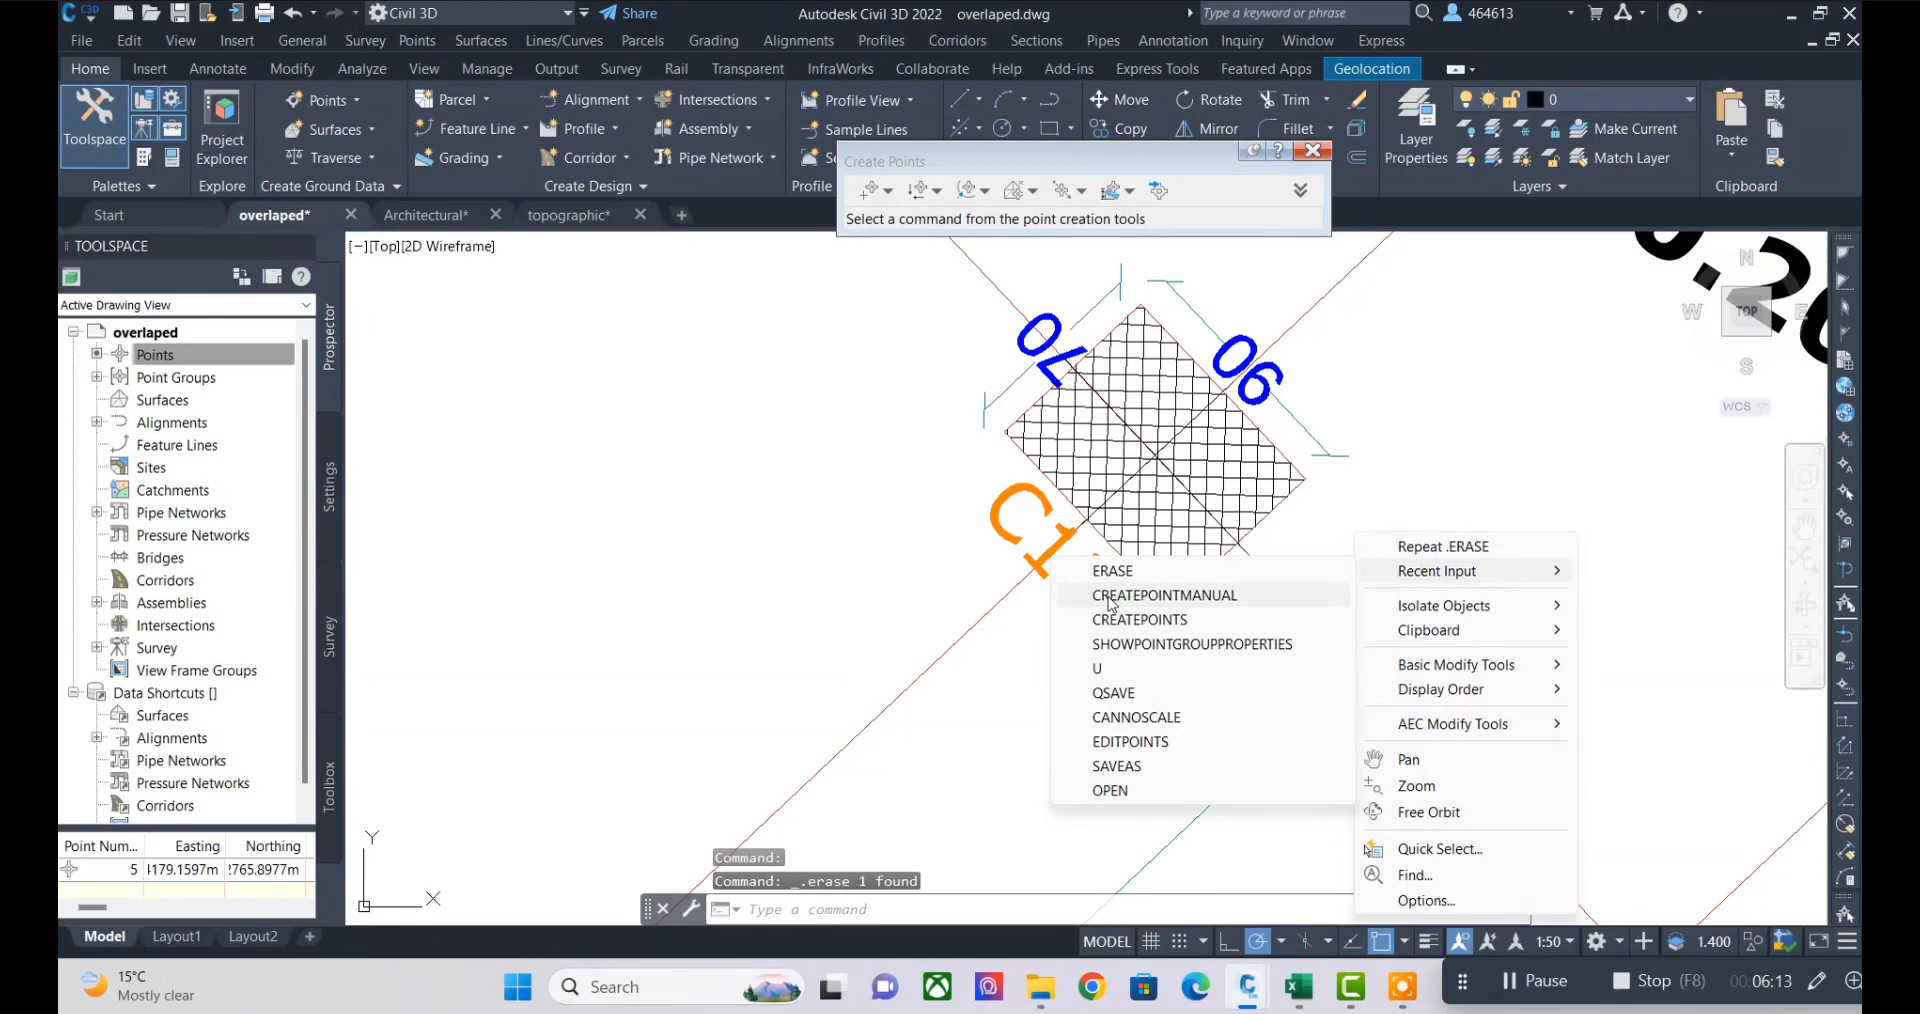 C3D Civil 3D Share Autodesk Civil 3D 2022 overlaped.dwg Type a keyword or phrase 464613
File Edit View Insert General Survey Points Surfaces Lines/Curves Parcels Grading Alignments Profiles Corridors Sections Pipes Annotation Inquiry Window Express
Home Insert Annotate Modify Analyze View Manage Output Survey Rail Transparent InfraWorks Collaborate Help Add-ins Express Tools Featured Apps Geolocation
Points Parcel Alignment Intersections Profile View Move Rotate Trim 0
Toolspace Project Explorer Surfaces Feature Line Profile Assembly Sample Lines Copy Mirror Fillet Layer Properties Make Current Paste
Traverse Grading Corridor Pipe Network Match Layer
Palettes Explore Create Ground Data Create Design Profile Layers Clipboard
Create Points
Select a command from the point creation tools
Start overlaped* Architectural* topographic*
TOOLSPACE
[−][Top][2D Wireframe]
Active Drawing View
overlaped
Points
Point Groups
Surfaces
Alignments
Feature Lines
Sites
Catchments
Pipe Networks
Pressure Networks
Bridges
Corridors
Assemblies
Intersections
Survey
View Frame Groups
Data Shortcuts []
Surfaces
Alignments
Pipe Networks
Pressure Networks
Corridors
Prospector
Settings
Survey
Toolbox
Point Num... Easting Northing
5 I179.1597m :765.8977m
70
90
C1
0.20
N
W TOP E
S
WCS
ERASE
CREATEPOINTMANUAL
CREATEPOINTS
SHOWPOINTGROUPPROPERTIES
U
QSAVE
CANNOSCALE
EDITPOINTS
SAVEAS
OPEN
Repeat .ERASE
Recent Input
Isolate Objects
Clipboard
Basic Modify Tools
Display Order
AEC Modify Tools
Pan
Zoom
Free Orbit
Quick Select...
Find...
Options...
Y
X
Command:
Command: _.erase 1 found
Type a command
Model Layout1 Layout2 MODEL 1:50 1.400
15°C
Mostly clear
Search
Pause Stop (F8) 00:06:13